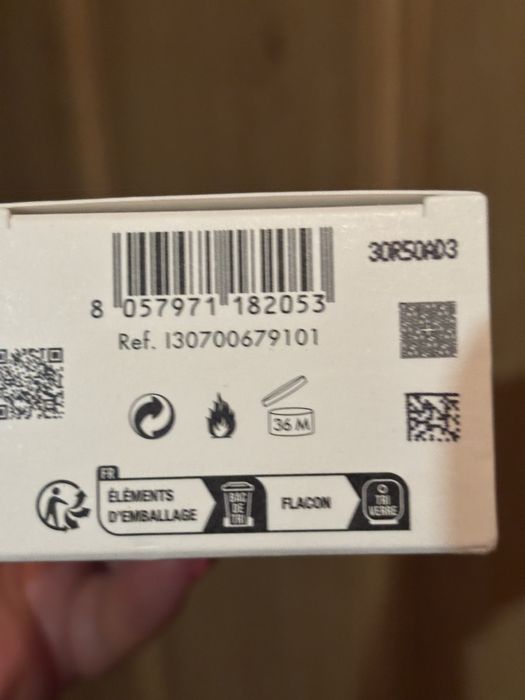 30R50AD3
8 057971 182053
Ref. I30700679101
36 M
FR
ÉLÉMENTS
D'EMBALLAGE
BAC
DE
TRI
FLACON
TRI
VERRE